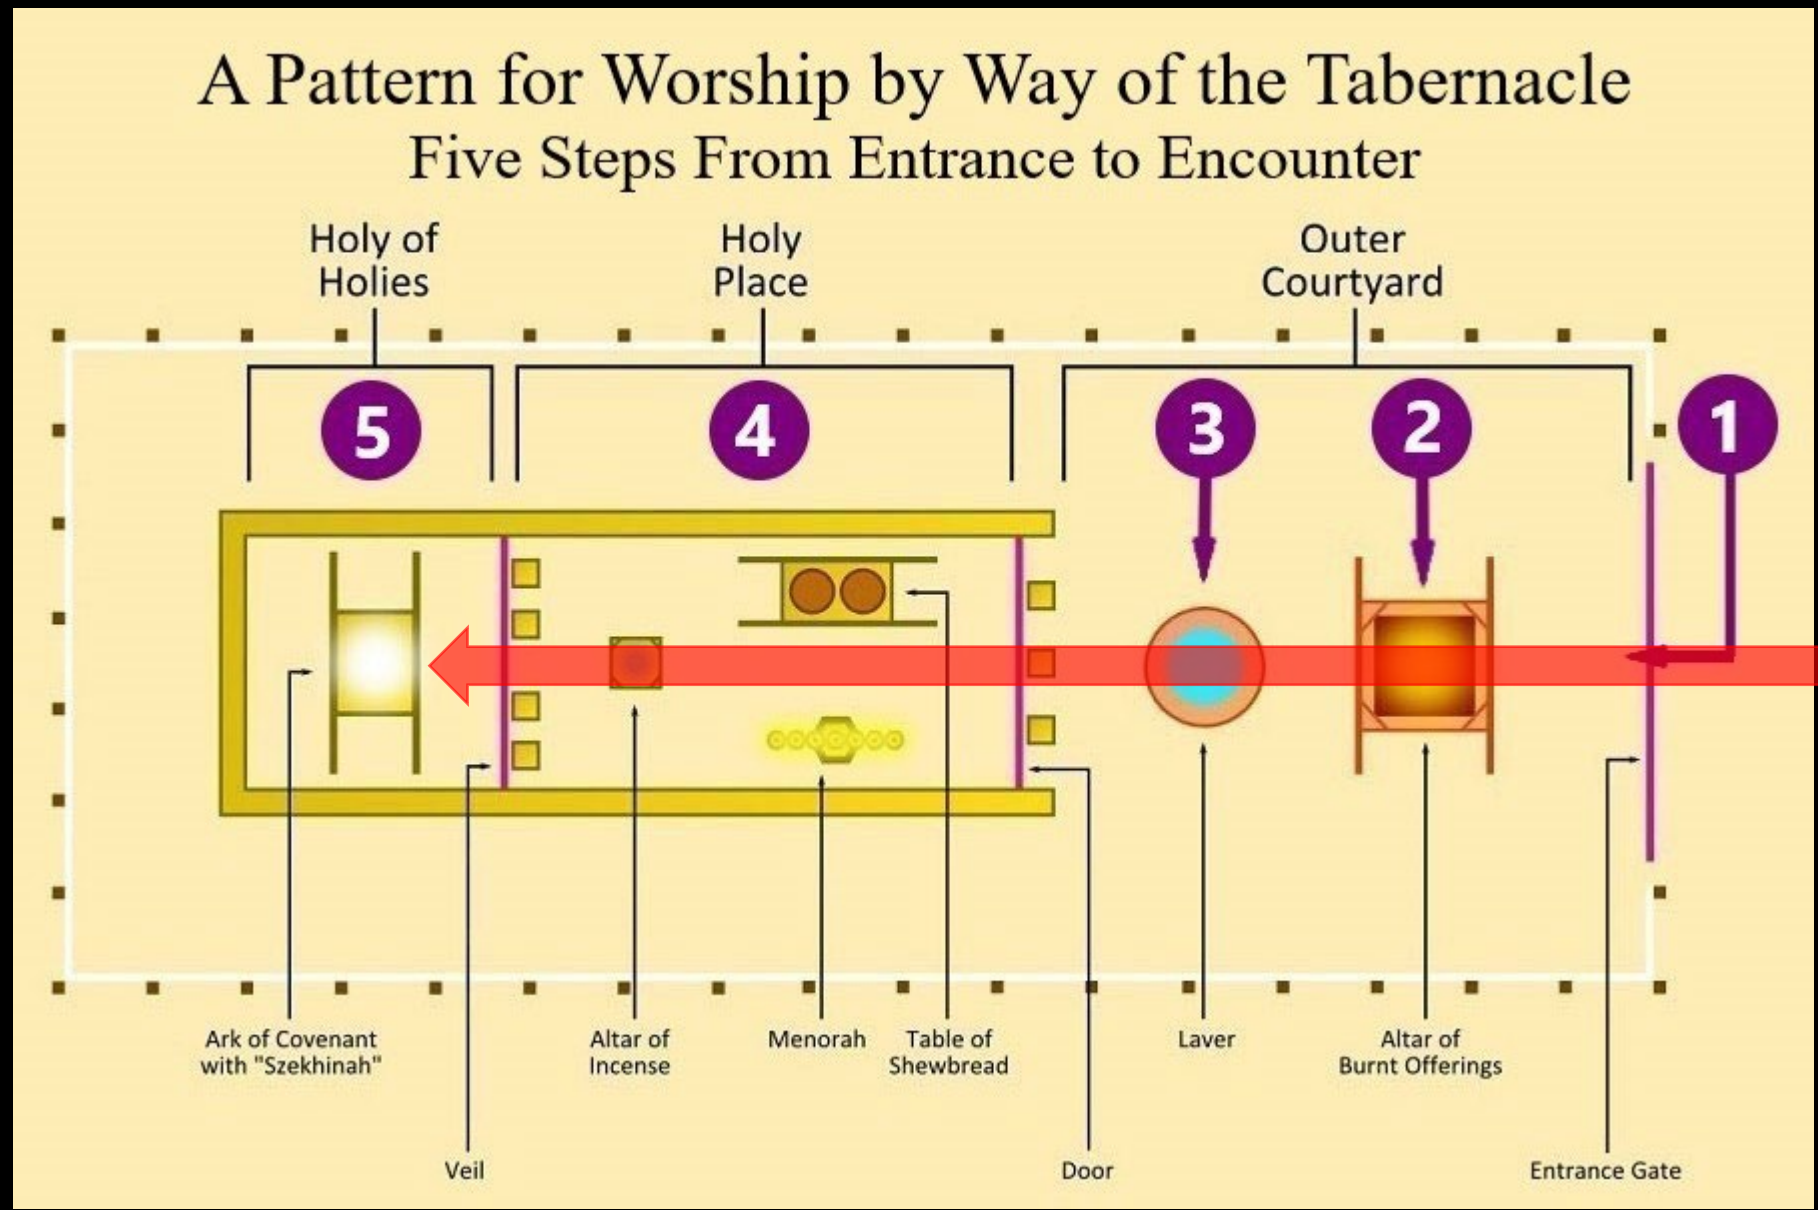 A Pattern for Worship by Way of the Tabernacle
Five Steps From Entrance to Encounter
Holy of
Holies
Holy
Place
Outer
Courtyard
5
4
3
2
1
Ark of Covenant
with "Szekhinah"
Altar of
Incense
Menorah
Table of
Shewbread
Laver
Altar of
Burnt Offerings
Veil
Door
Entrance Gate